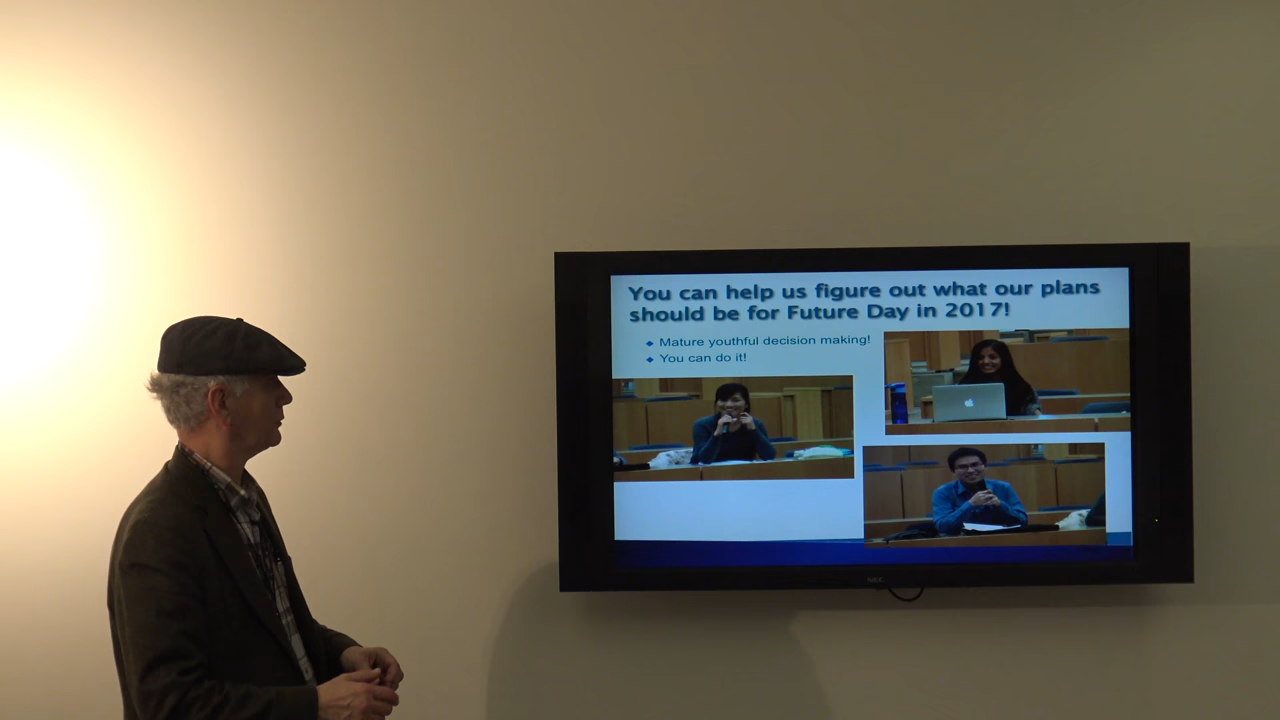 You can help us figure out what our plans
should be for Future Day in 2017!
Mature youthful decision making!
You can do it!
NEC